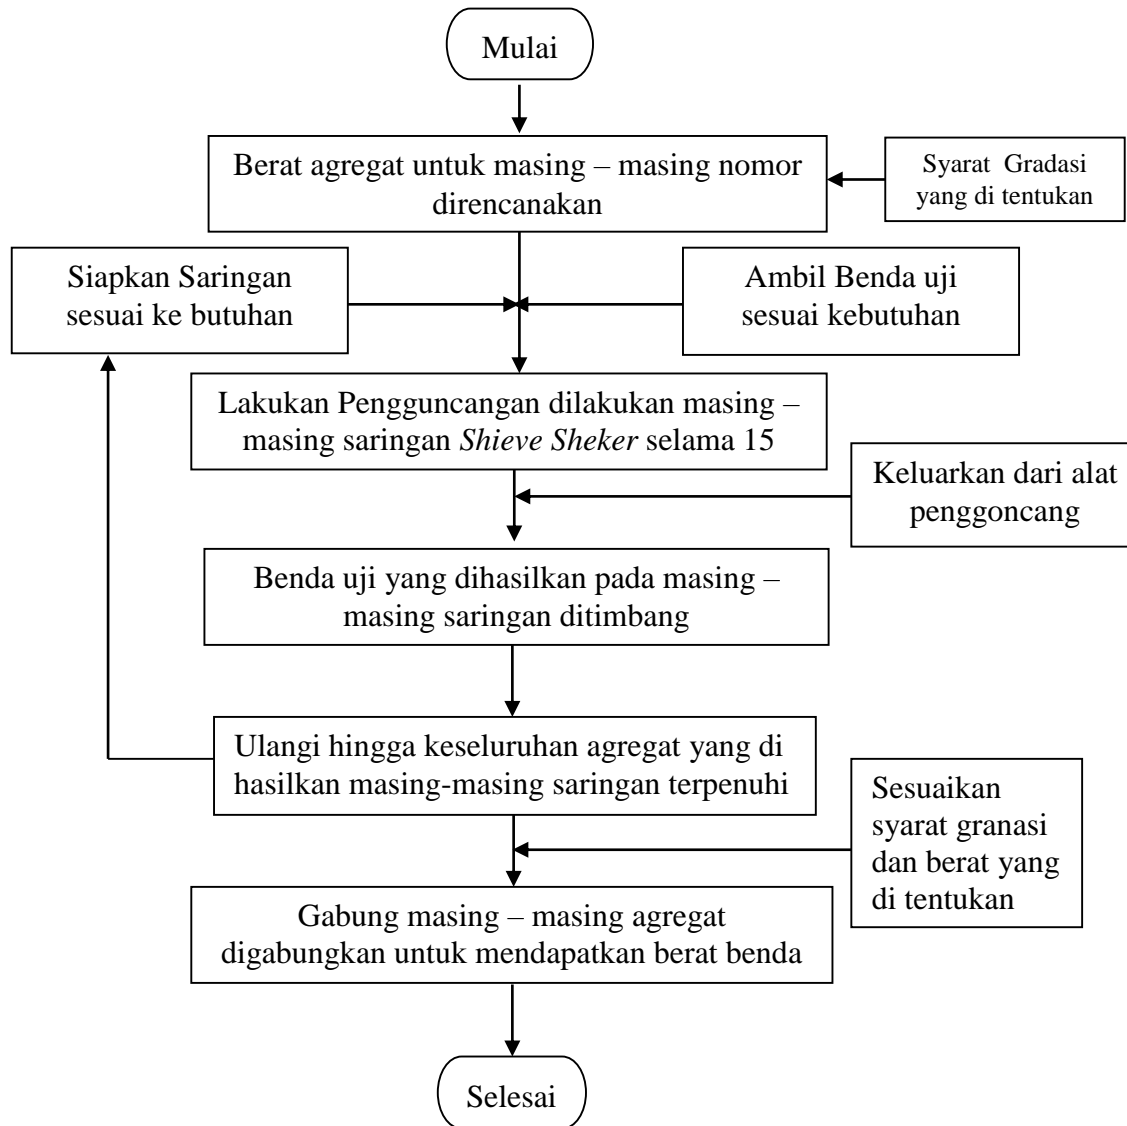 Mulai
Berat agregat untuk masing – masing nomor
direncanakan
Syarat Gradasi
yang di tentukan
Siapkan Saringan
sesuai ke butuhan
Ambil Benda uji
sesuai kebutuhan
Lakukan Pengguncangan dilakukan masing –
masing saringan Shieve Sheker selama 15
Keluarkan dari alat
penggoncang
Benda uji yang dihasilkan pada masing –
masing saringan ditimbang
Ulangi hingga keseluruhan agregat yang di
hasilkan masing-masing saringan terpenuhi
Sesuaikan
syarat granasi
dan berat yang
di tentukan
Gabung masing – masing agregat
digabungkan untuk mendapatkan berat benda
Selesai